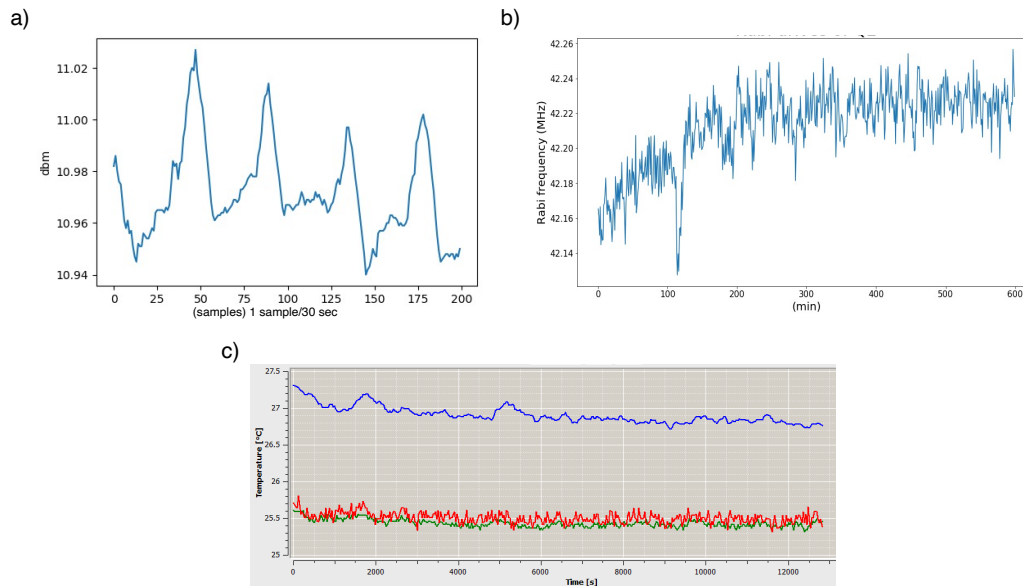 a)
11.02
11.00
10.98
10.96
10.94
dbm
0 25 50 75 100 125 150 175 200
(samples) 1 sample/30 sec
b)
42.26
42.24
42.22
42.20
42.18
42.16
42.14
Rabi frequency (MHz)
0 100 200 300 400 500 600
(min)
c)
27.5
27
26.5
26
25.5
25
Temperature [°C]
0 2000 4000 6000 8000 10000 12000
Time [s]